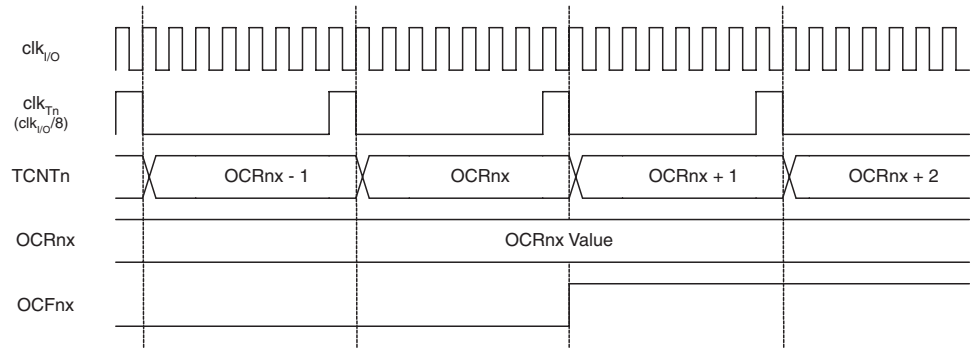 clkI/O
clkTn
(clkI/O/8)
TCNTn OCRnx - 1 OCRnx OCRnx + 1 OCRnx + 2
OCRnx OCRnx Value
OCFnx